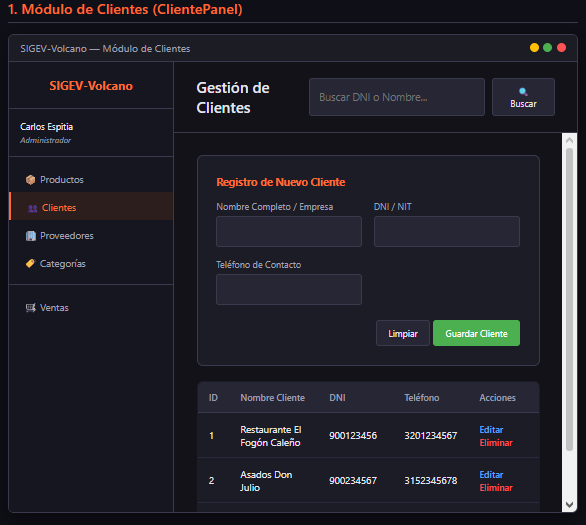 1. Módulo de Clientes (ClientePanel)
SIGEV-Volcano — Módulo de Clientes
SIGEV-Volcano
Carlos Espitia
Administrador
Productos
Clientes
Proveedores
Categorías
Ventas
Gestión de
Clientes
Buscar DNI o Nombre...
Buscar
Registro de Nuevo Cliente
Nombre Completo / Empresa
DNI / NIT
Teléfono de Contacto
Limpiar
Guardar Cliente
ID Nombre Cliente DNI Teléfono Acciones
1 Restaurante El Fogón Caleño 900123456 3201234567 Editar Eliminar
2 Asados Don Julio 900234567 3152345678 Editar Eliminar